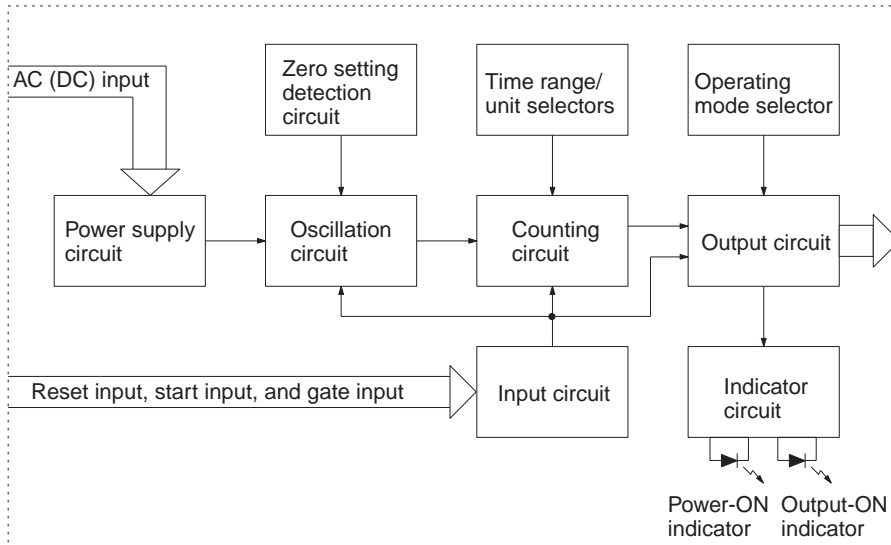 AC (DC) input
Zero setting
detection
circuit
Time range/
unit selectors
Operating
mode selector
Power supply
circuit
Oscillation
circuit
Counting
circuit
Output circuit
Reset input, start input, and gate input
Input circuit
Indicator
circuit
Power-ON
indicator
Output-ON
indicator